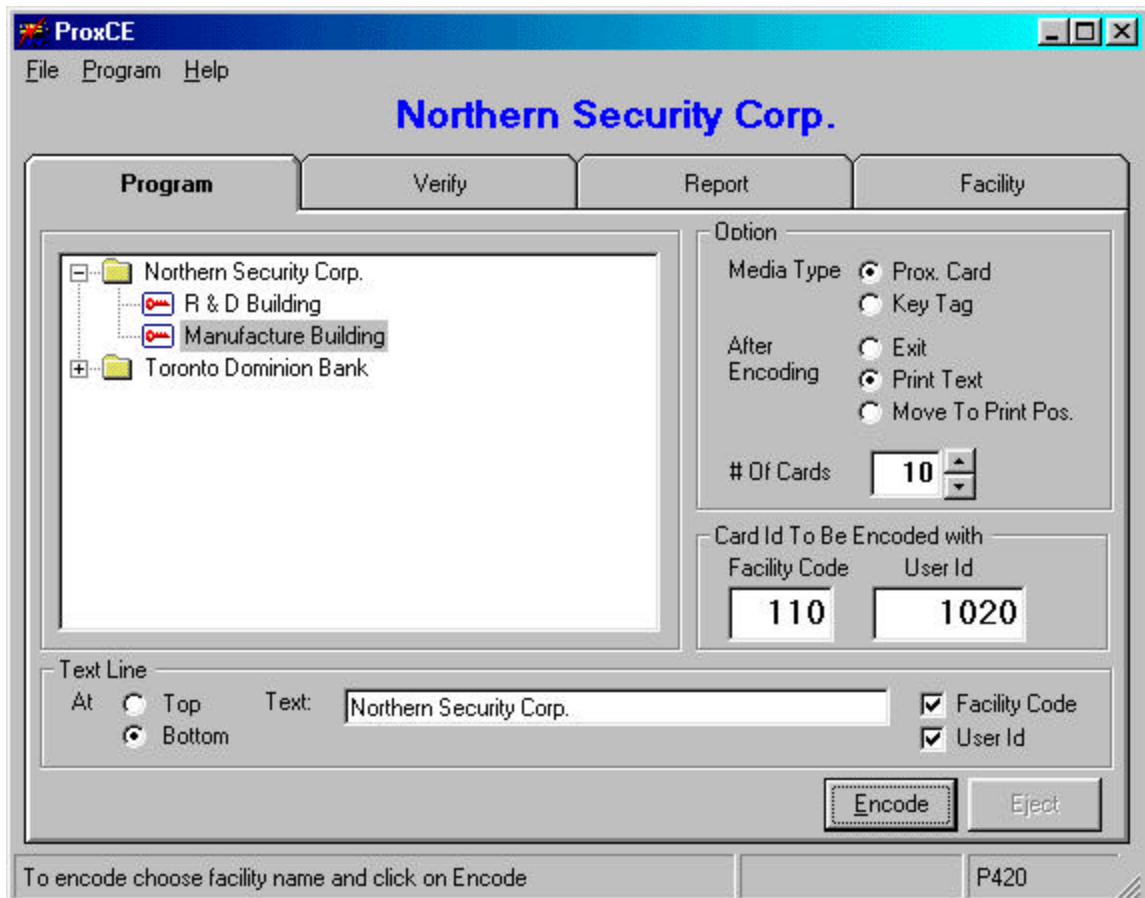 ProxCE
File Program Help
Northern Security Corp.
Program Verify Report Facility
Northern Security Corp.
R & D Building
Manufacture Building
Toronto Dominion Bank
Option
Media Type Prox. Card
Key Tag
After Encoding Exit
Print Text
Move To Print Pos.
# Of Cards 10
Card Id To Be Encoded with
Facility Code User Id
110 1020
Text Line
At Top Text: Northern Security Corp. Facility Code
Bottom User Id
Encode Eject
To encode choose facility name and click on Encode P420